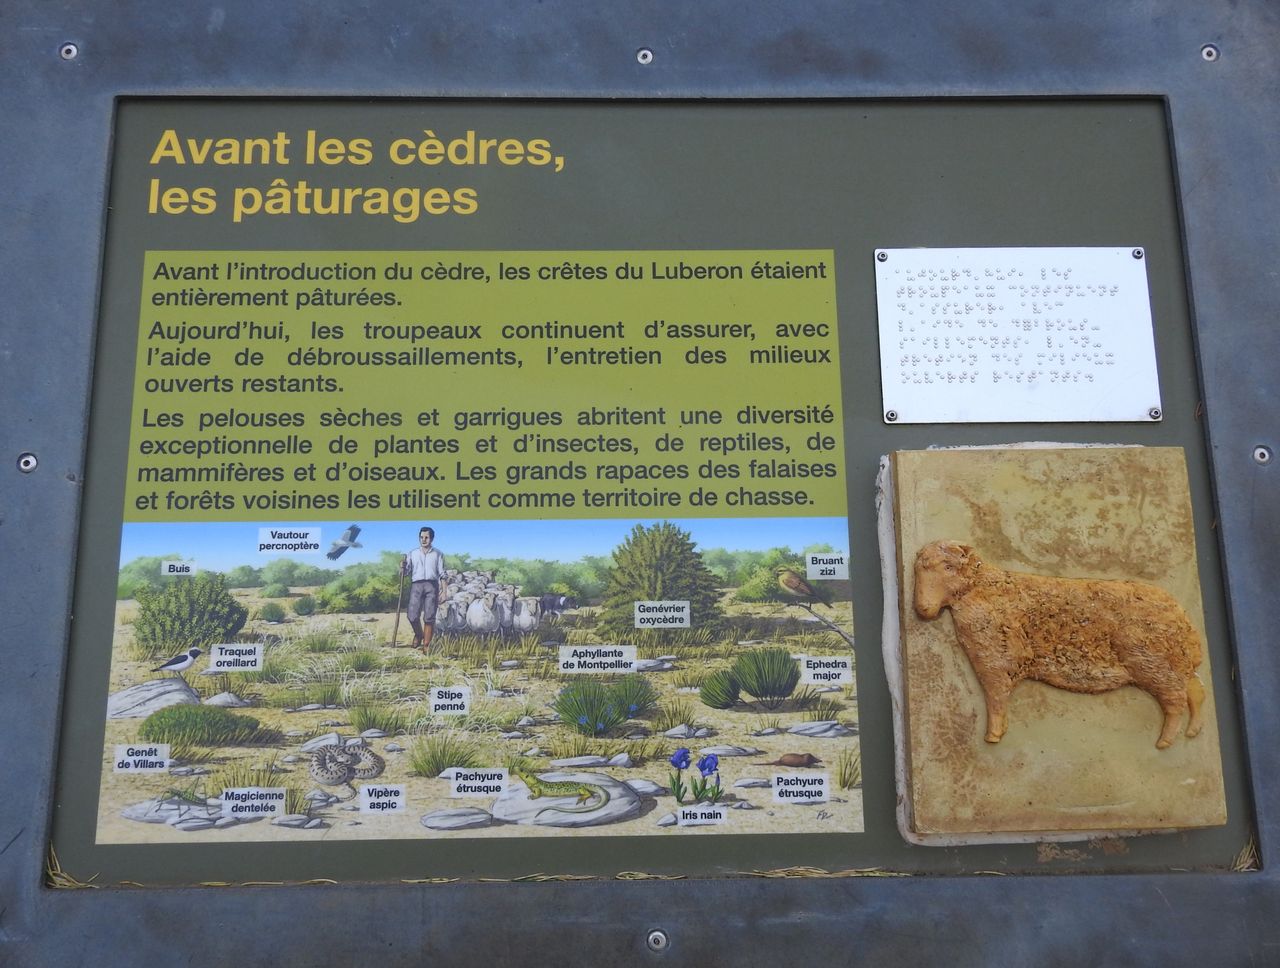 Avant les cèdres,
les pâturages
Avant l'introduction du cèdre, les crêtes du Luberon étaient
entièrement pâturées.
Aujourd'hui, les troupeaux continuent d'assurer, avec
l'aide de débroussaillements, l'entretien des milieux
ouverts restants.
Les pelouses sèches et garrigues abritent une diversité
exceptionnelle de plantes et d'insectes, de reptiles, de
mammifères et d'oiseaux. Les grands rapaces des falaises
et forêts voisines les utilisent comme territoire de chasse.
Vautour
percnoptère
Buis
Bruant
zizi
Genévrier
oxycèdre
Traquel
oreillard
Aphyllante
de Montpellier
Ephedra
major
Stipe
penné
Genêt
de Villars
Pachyure
étrusque
Pachyure
étrusque
Magicienne
dentelée
Vipère
aspic
Iris nain